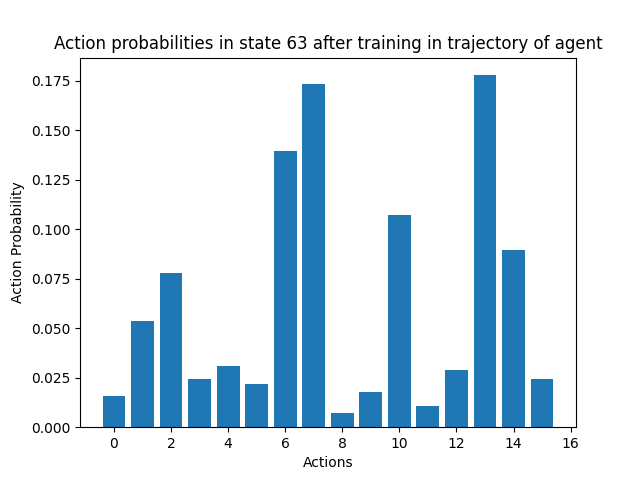 Action probabilities in state 63 after training in trajectory of agent
0.175
0.150
0.125
0.100
0.075
0.050
0.025
0.000
Action Probability
0 2 4 6 8 10 12 14 16
Actions